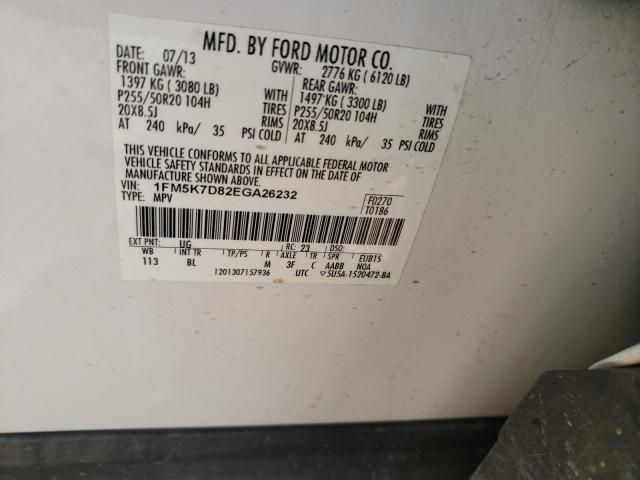 MFD. BY FORD MOTOR CO.
DATE: 07/13 GVWR: 2776 KG ( 6120 LB)
FRONT GAWR: REAR GAWR:
1397 KG ( 3080 LB) WITH 1497 KG ( 3300 LB) WITH
P255/50R20 104H TIRES P255/50R20 104H TIRES
20X8.5J RIMS 20X8.5J RIMS
AT 240 kPa/ 35 PSI COLD AT 240 kPa/ 35 PSI COLD
THIS VEHICLE CONFORMS TO ALL APPLICABLE FEDERAL MOTOR
VEHICLE SAFETY STANDARDS IN EFFECT ON THE DATE OF
MANUFACTURE SHOWN ABOVE.
VIN: 1FM5K7D82EGA26232 F0270
TYPE: MPV T0186
EXT PNT: UG RC: 23 DSO:
WB INT TR TP/PS R AXLE TR SPR EUB15
113 BL M 3F C AABB NOA
1201307157936 UTC ▽5U5A-1520472-BA